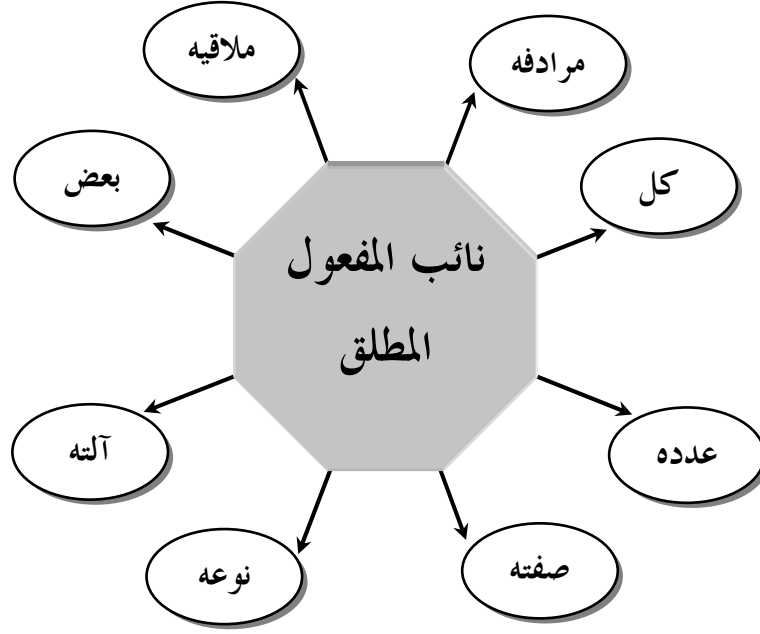 نائب المفعول
المطلق
مرادفه
كل
عدده
صفته
نوعه
آلته
بعض
ملاقيه